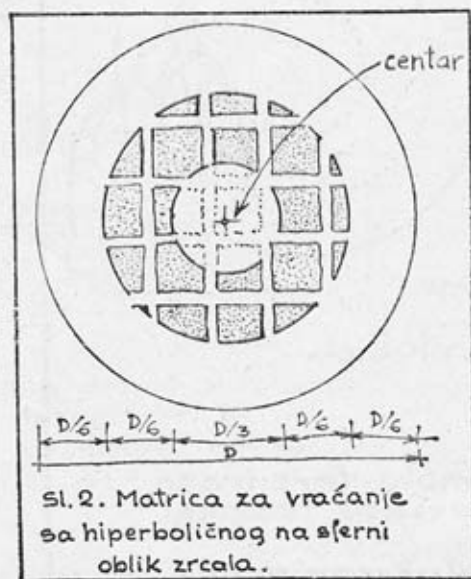 centar
D/6 D/6 D/3 D/6 D/6
D
Sl. 2. Matrica za vraćanje
sa hiperboličnog na sferni
oblik zrcala.